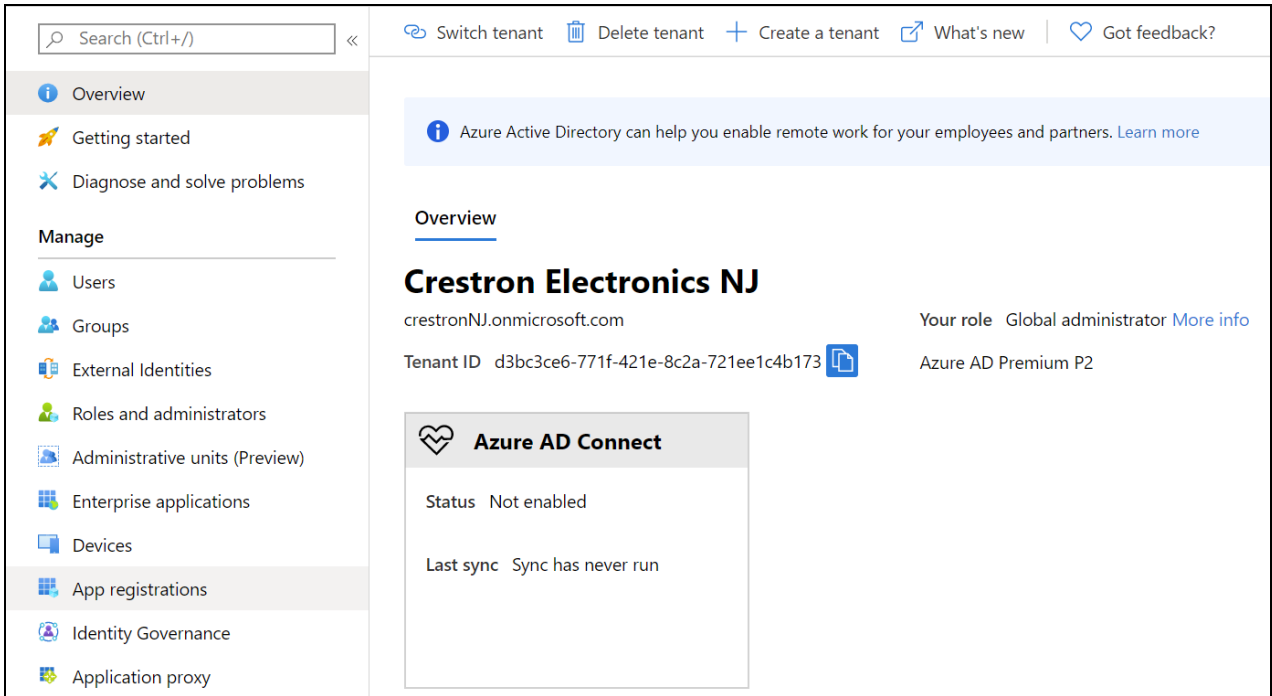 Search (Ctrl+/)
«
Overview
Getting started
Diagnose and solve problems
Manage
Users
Groups
External Identities
Roles and administrators
Administrative units (Preview)
Enterprise applications
Devices
App registrations
Identity Governance
Application proxy
Switch tenant
Delete tenant
Create a tenant
What's new
Got feedback?
Azure Active Directory can help you enable remote work for your employees and partners. Learn more
Overview
Crestron Electronics NJ
crestronNJ.onmicrosoft.com
Your role Global administrator More info
Tenant ID d3bc3ce6-771f-421e-8c2a-721ee1c4b173
Azure AD Premium P2
Azure AD Connect
Status Not enabled
Last sync Sync has never run